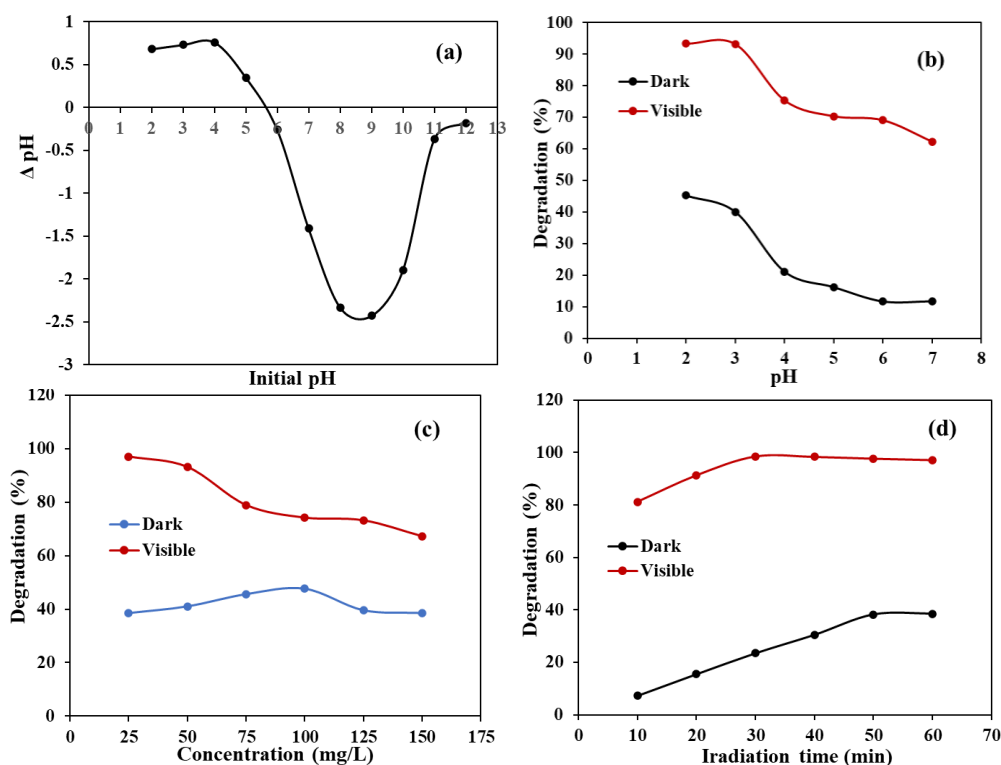 (a)
1
0.5
0
-0.5
-1
-1.5
-2
-2.5
-3
0 1 2 3 4 5 6 7 8 9 10 11 12 13
Δ pH
Initial pH
(b)
100
90
80
70
60
50
40
30
20
10
0
Dark
Visible
Degradation (%)
0 1 2 3 4 5 6 7 8
pH
(c)
120
100
80
60
40
20
0
Dark
Visible
Degradation (%)
0 25 50 75 100 125 150 175
Concentration (mg/L)
(d)
120
100
80
60
40
20
0
Dark
Visible
Degradation (%)
0 10 20 30 40 50 60 70
Iradiation time (min)